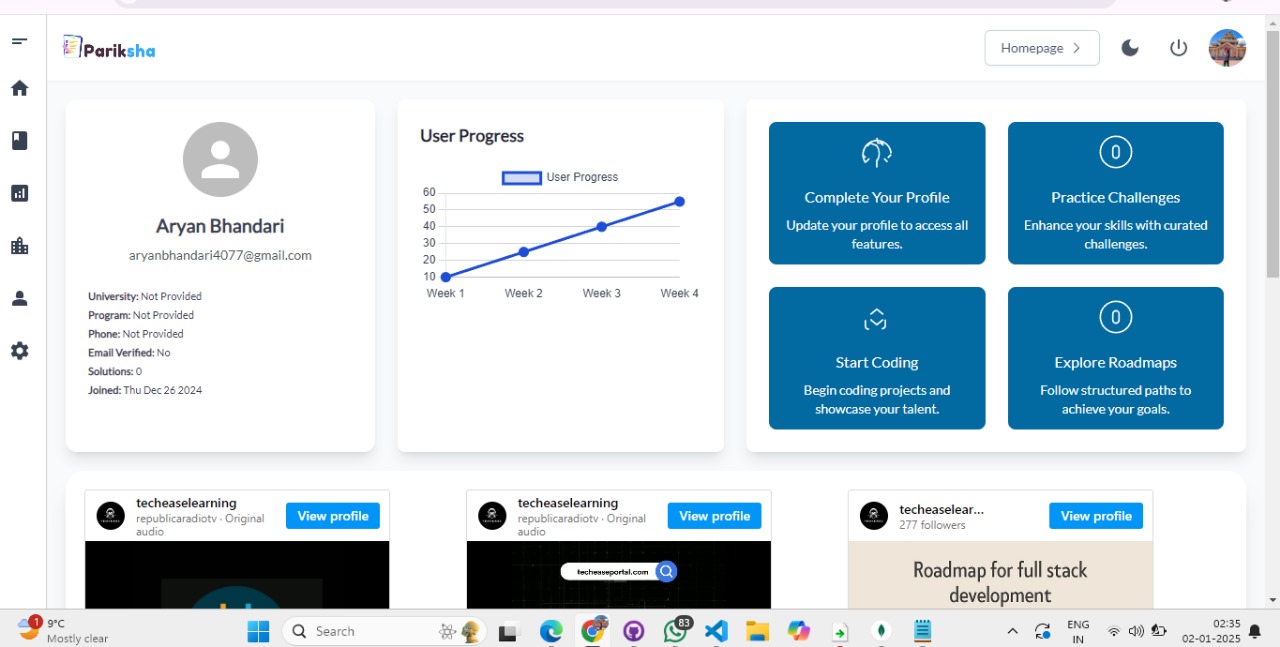 Pariksha
Homepage
Aryan Bhandari
aryanbhandari4077@gmail.com
University: Not Provided
Program: Not Provided
Phone: Not Provided
Email Verified: No
Solutions: 0
Joined: Thu Dec 26 2024
User Progress
User Progress
60
50
40
30
20
10
Week 1 Week 2 Week 3 Week 4
Complete Your Profile
Update your profile to access all
features.
Practice Challenges
Enhance your skills with curated
challenges.
Start Coding
Begin coding projects and
showcase your talent.
Explore Roadmaps
Follow structured paths to
achieve your goals.
techeaselearning
republicaradiotv · Original
audio
View profile
techeaselearning
republicaradiotv · Original
audio
View profile
techeaseportal.com
techeaselear...
277 followers
View profile
Roadmap for full stack
development
1
9°C
Mostly clear
Search
83
ENG
IN
02:35
02-01-2025